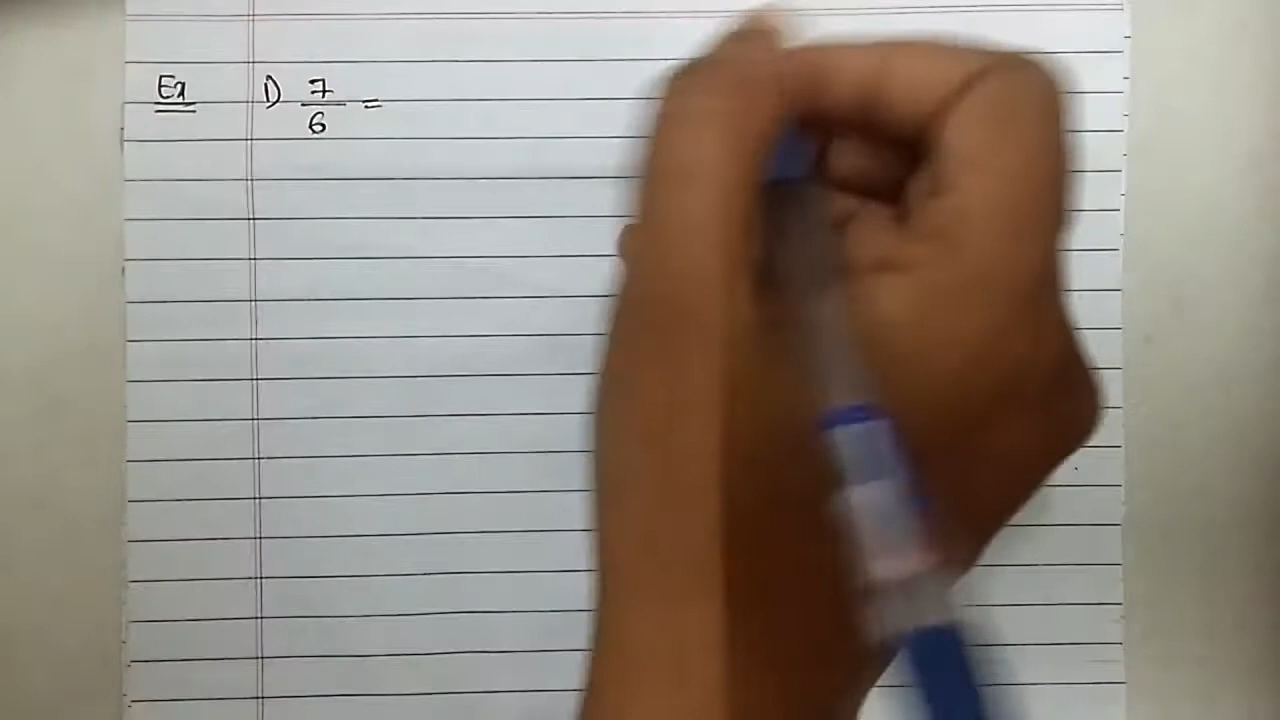 Ex 1) 7/6 =